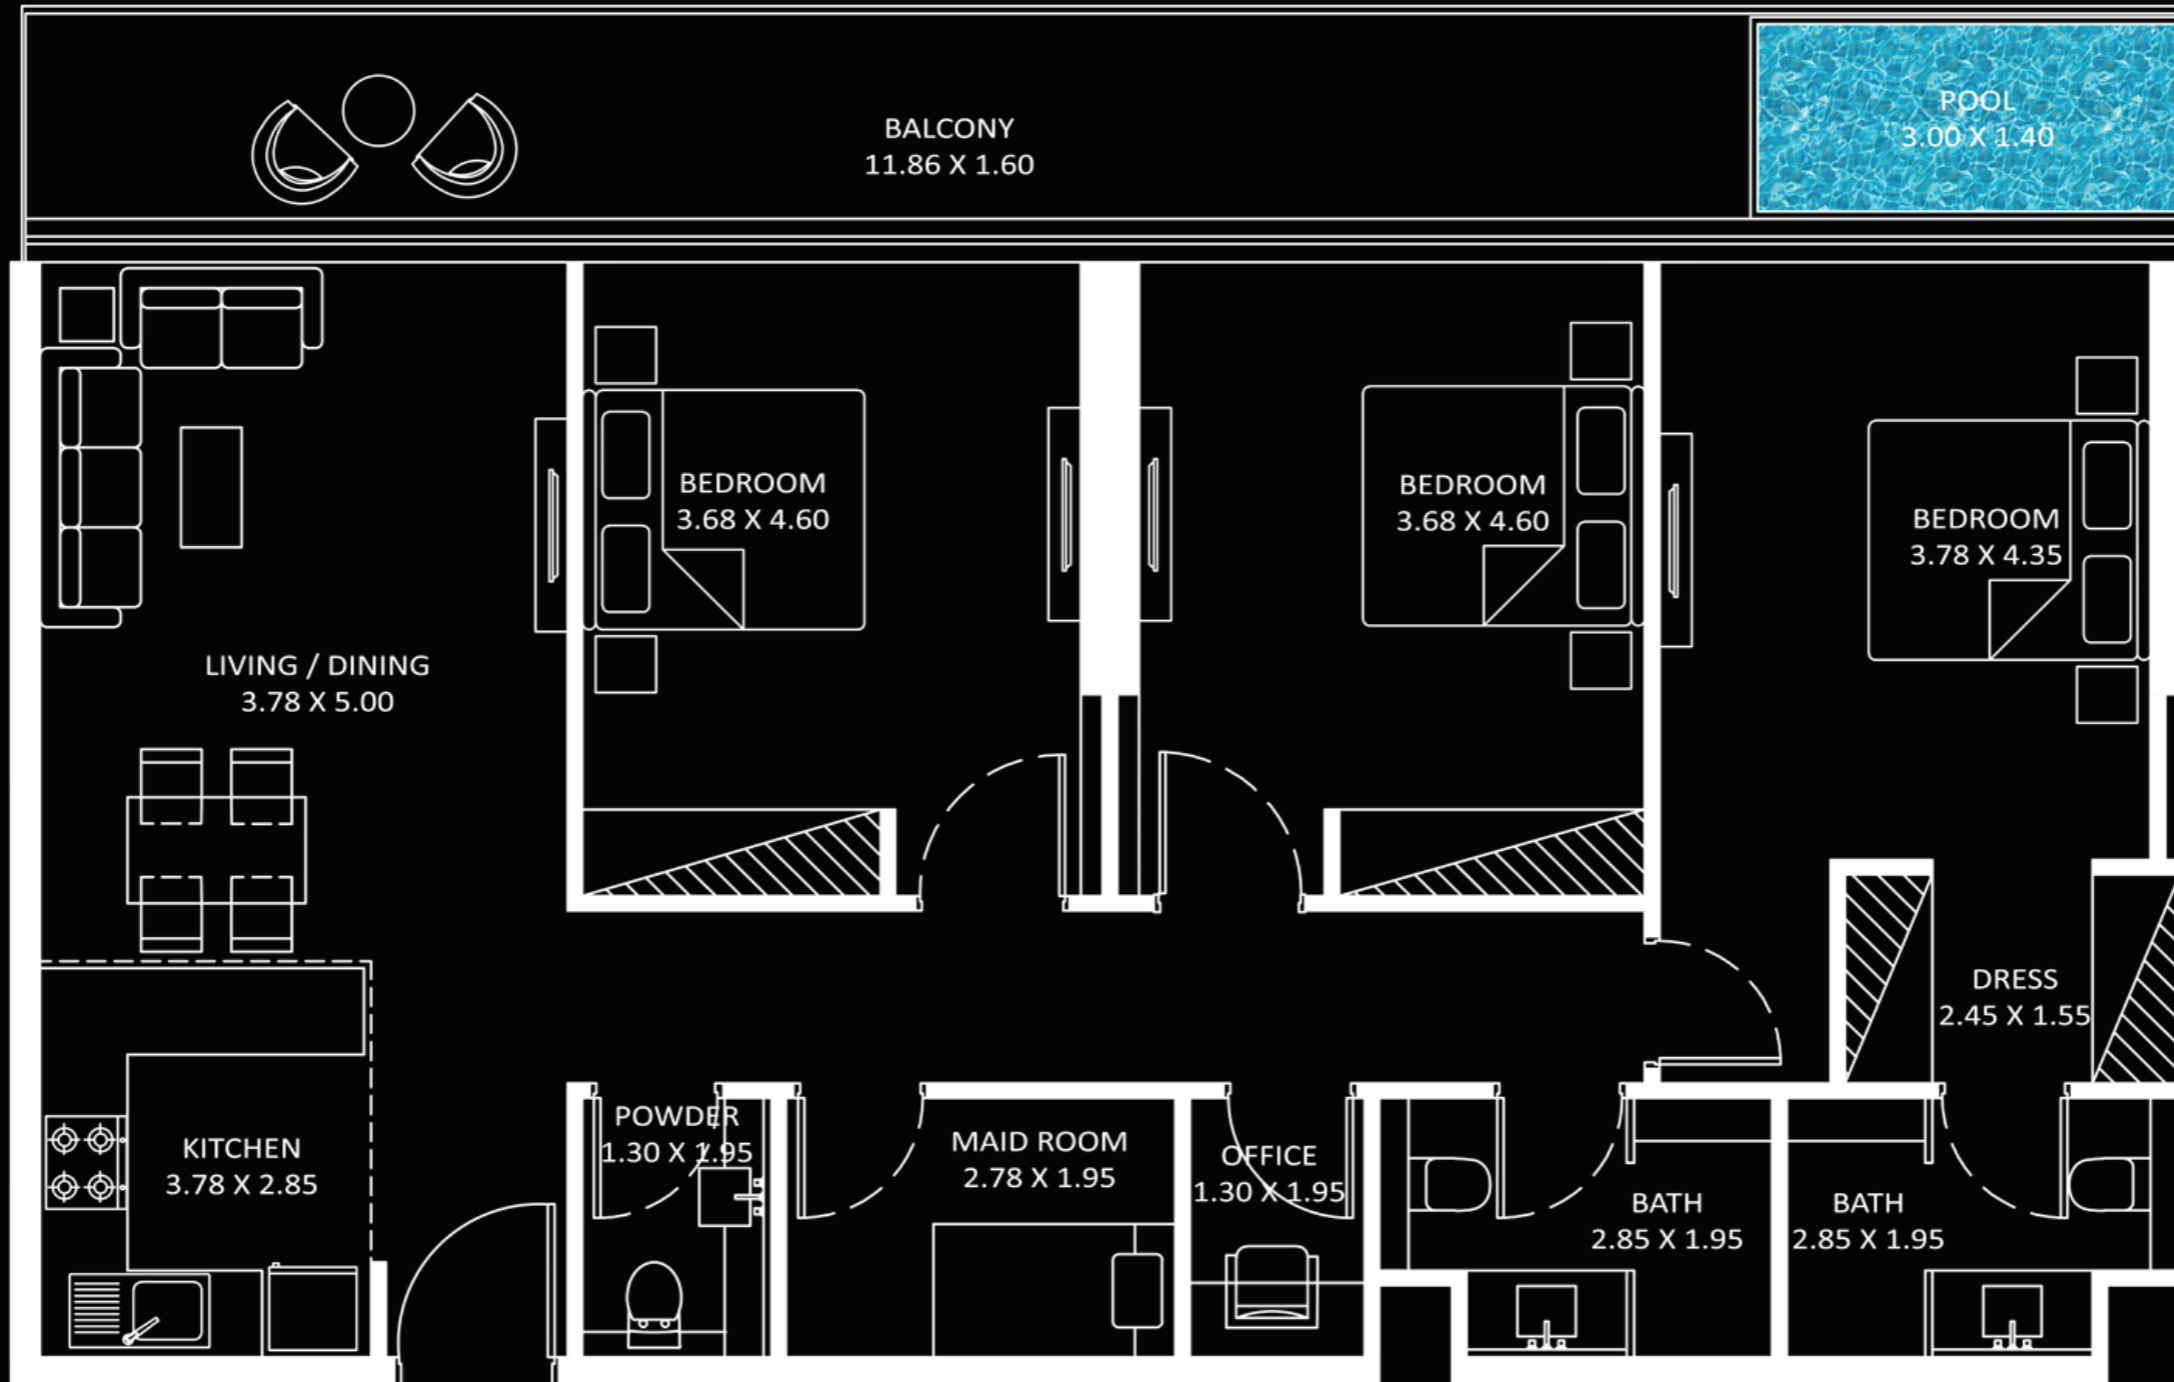 BALCONY
11.86 X 1.60
POOL
3.00 X 1.40
BEDROOM
3.68 X 4.60
BEDROOM
3.68 X 4.60
BEDROOM
3.78 X 4.35
LIVING / DINING
3.78 X 5.00
DRESS
2.45 X 1.55
KITCHEN
3.78 X 2.85
POWDER
1.30 X 1.95
MAID ROOM
2.78 X 1.95
OFFICE
1.30 X 1.95
BATH
2.85 X 1.95
BATH
2.85 X 1.95